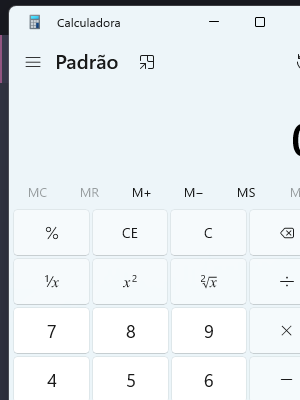 Calculadora
Padrão
0
MC MR M+ M− MS M
% CE C
¹/x x² ²√x ÷
7 8 9 ×
4 5 6 −